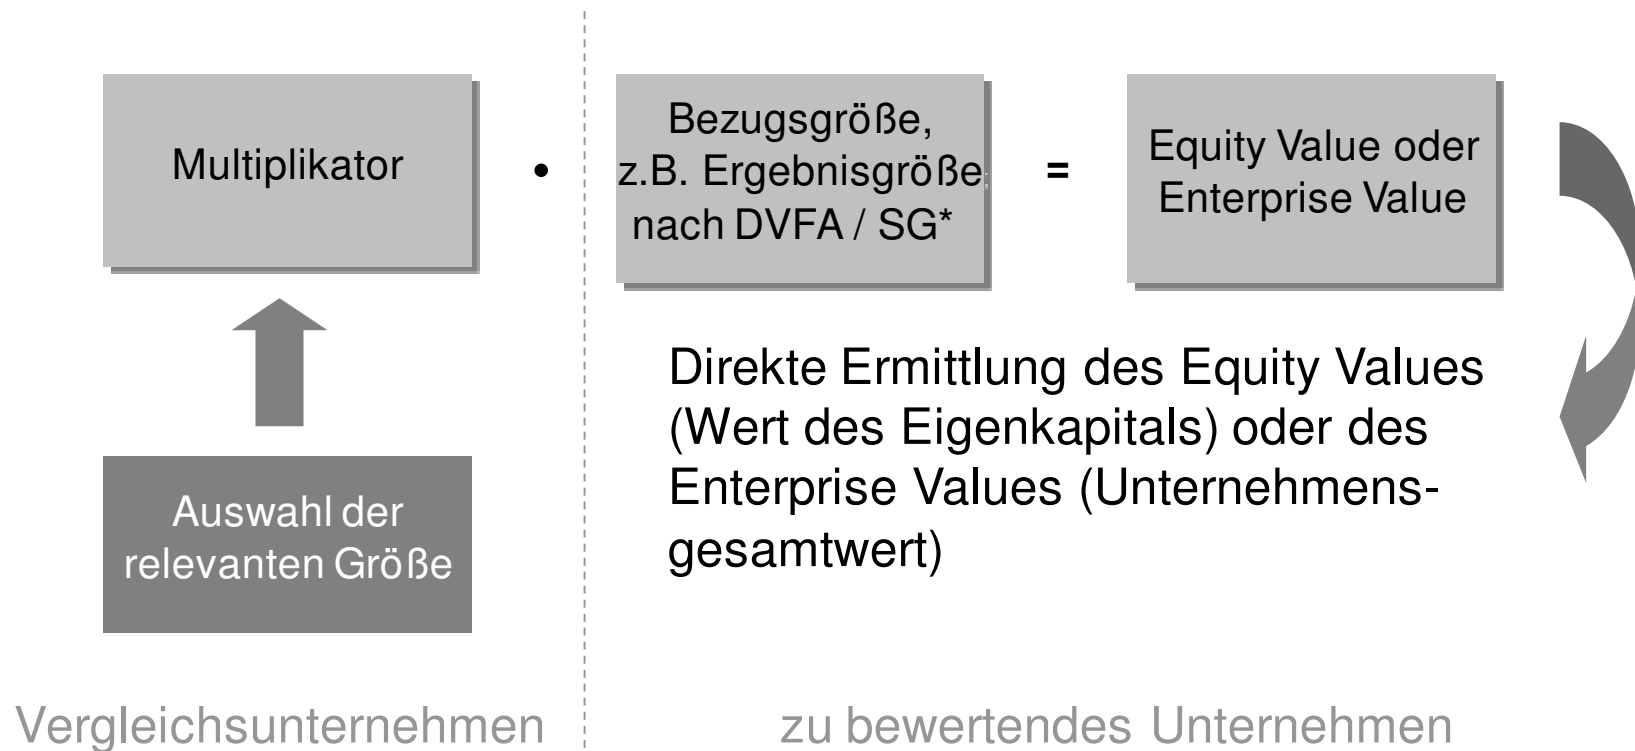 Multiplikator
•
Bezugsgröße,
z.B. Ergebnisgröße
nach DVFA / SG*
=
Equity Value oder
Enterprise Value
Auswahl der
relevanten Größe
Direkte Ermittlung des Equity Values
(Wert des Eigenkapitals) oder des
Enterprise Values (Unternehmens-
gesamtwert)
Vergleichsunternehmen
zu bewertendes Unternehmen